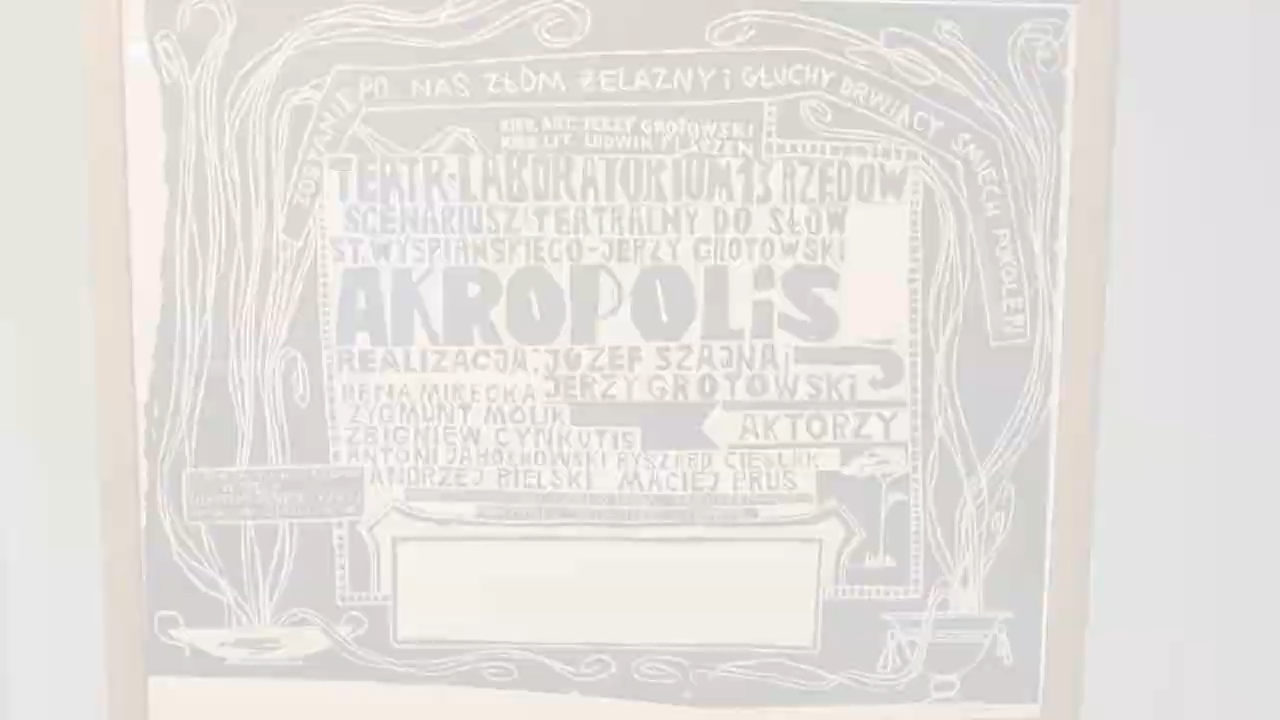 ZOSTANIE PO NAS ZŁOM ŻELAZNY i GŁUCHY DRWIĄCY ŚMIECH POKOLEŃ
KIER. ART. JERZY GROTOWSKI
KIER. LIT. LUDWIK FLASZEN
TEATR-LABORATORIUM 13 RZĘDÓW
SCENARIUSZ TEATRALNY DO SŁÓW
ST. WYSPIAŃSKIEGO-JERZY GROTOWSKI
AKROPOLiS
REALIZACJA: JÓZEF SZAJNA i
JERZY GROTOWSKi
RENA MIRECKA
ZYGMUNT MOLIK
AKTORZY
ZBIGNIEW CYNKUTIS
ANTONI JAHOŁKOWSKI RYSZARD CIEŚLAK
ANDRZEJ BIELSKI MACIEJ PRUS